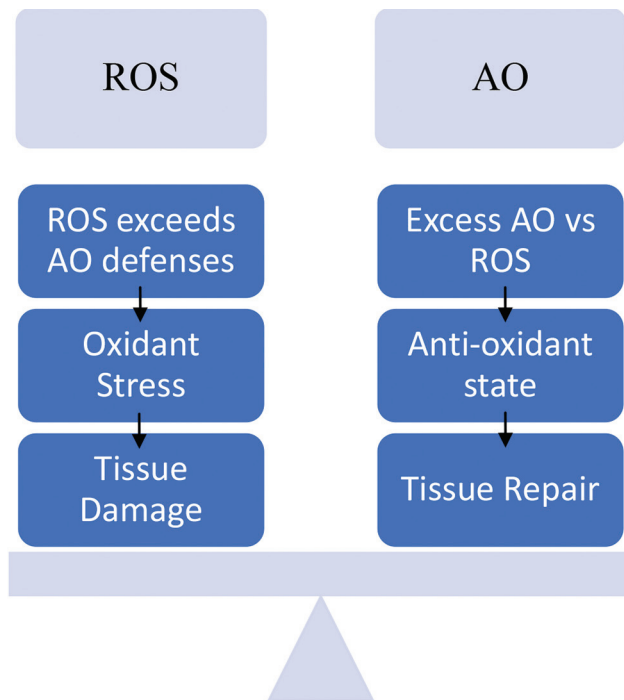 ROS
AO
ROS exceeds
AO defenses
Excess AO vs
ROS
Oxidant
Stress
Anti-oxidant
state
Tissue
Damage
Tissue Repair